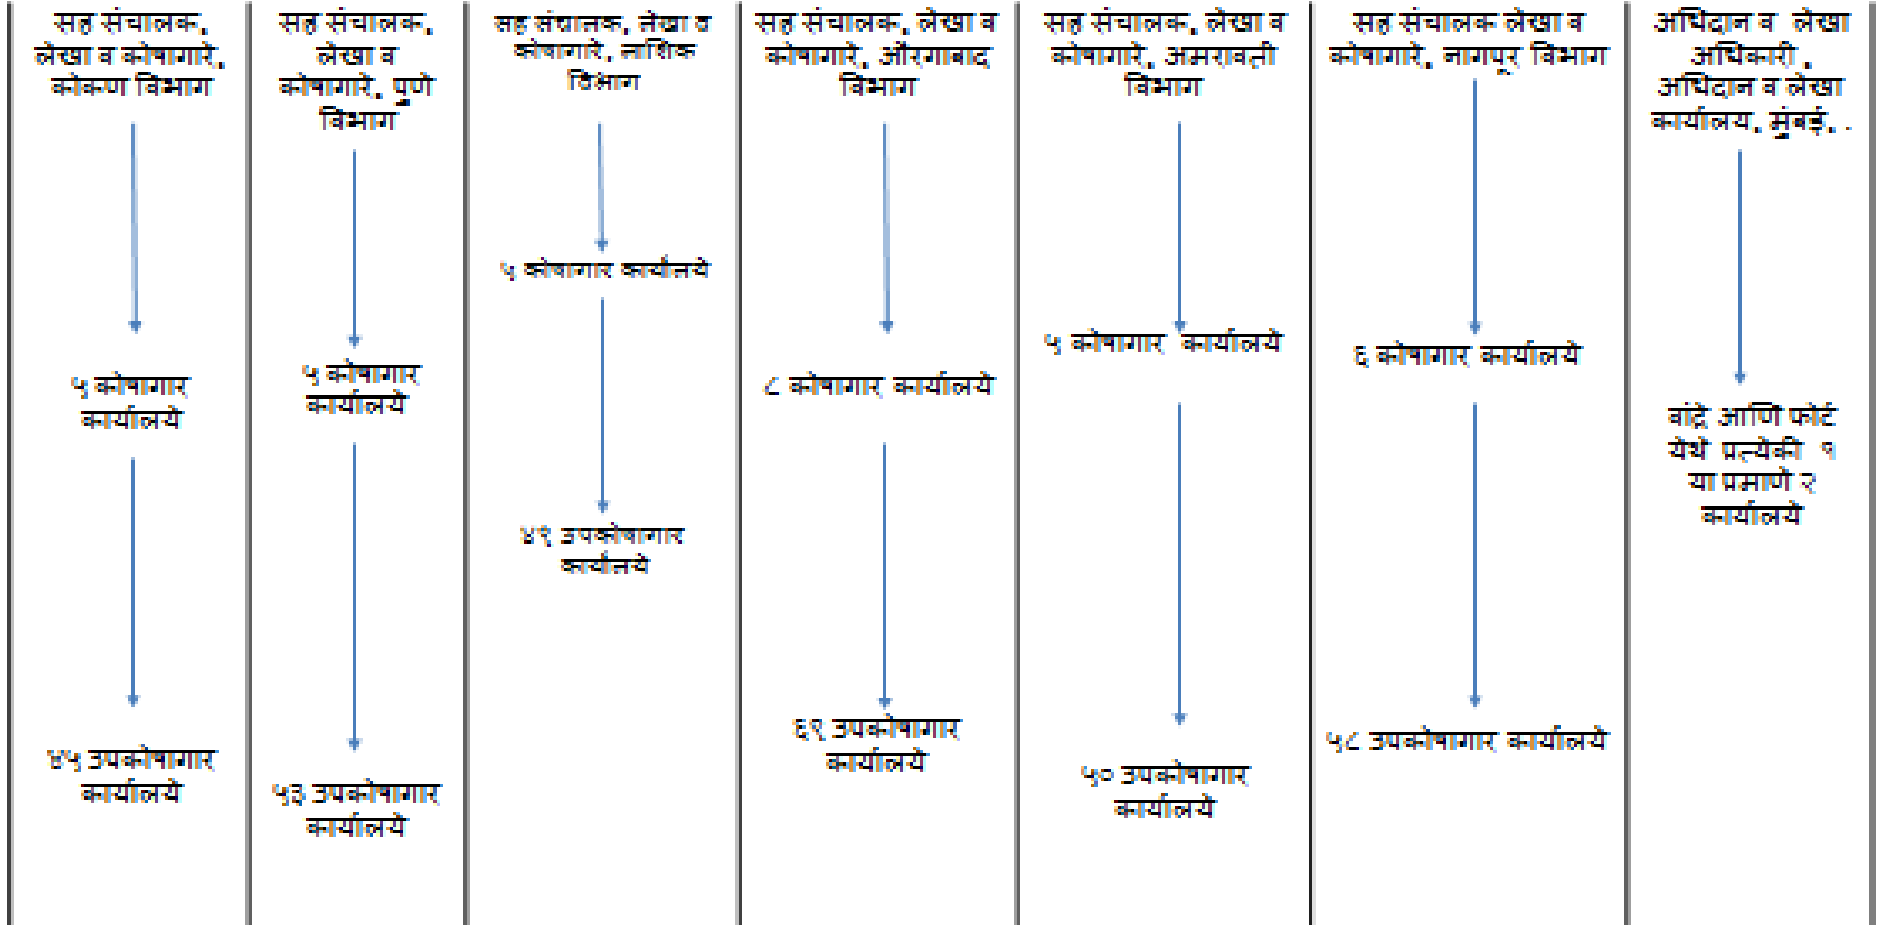 सह संचालक,
लेखा व कोषागारे,
कोकण विभाग
५ कोषागार
कार्यालये
४५ उपकोषागार
कार्यालये
सह संचालक,
लेखा व
कोषागारे, पुणे
विभाग
५ कोषागार
कार्यालये
५३ उपकोषागार
कार्यालये
सह संचालक, लेखा व
कोषागारे, नाशिक
विभाग
५ कोषागार कार्यालये
४९ उपकोषागार
कार्यालये
सह संचालक, लेखा व
कोषागारे, औरंगाबाद
विभाग
८ कोषागार कार्यालये
६९ उपकोषागार
कार्यालये
सह संचालक, लेखा व
कोषागारे, अमरावती
विभाग
५ कोषागार कार्यालये
५० उपकोषागार
कार्यालये
सह संचालक लेखा व
कोषागारे, नागपूर विभाग
६ कोषागार कार्यालये
५८ उपकोषागार कार्यालये
अधिदान व लेखा
अधिकारी,
अधिदान व लेखा
कार्यालय, मुंबई, .
वांद्रे आणि फोर्ट
येथे प्रत्येकी १
या प्रमाणे २
कार्यालये